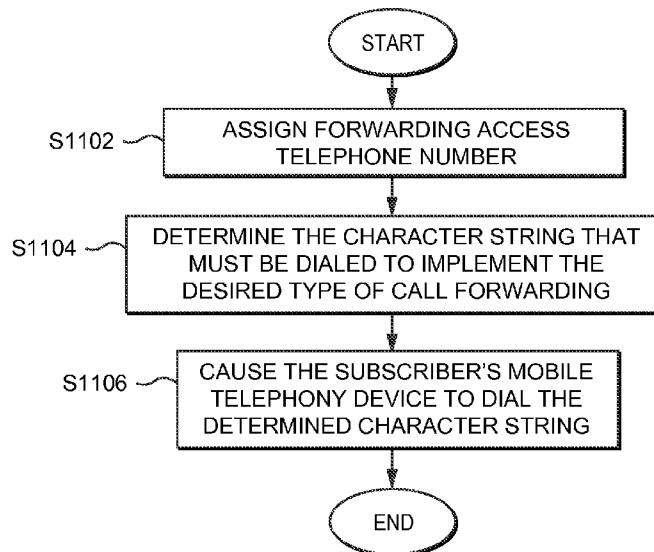 START
S1102
ASSIGN FORWARDING ACCESS
TELEPHONE NUMBER
S1104
DETERMINE THE CHARACTER STRING THAT
MUST BE DIALED TO IMPLEMENT THE
DESIRED TYPE OF CALL FORWARDING
S1106
CAUSE THE SUBSCRIBER'S MOBILE
TELEPHONY DEVICE TO DIAL THE
DETERMINED CHARACTER STRING
END